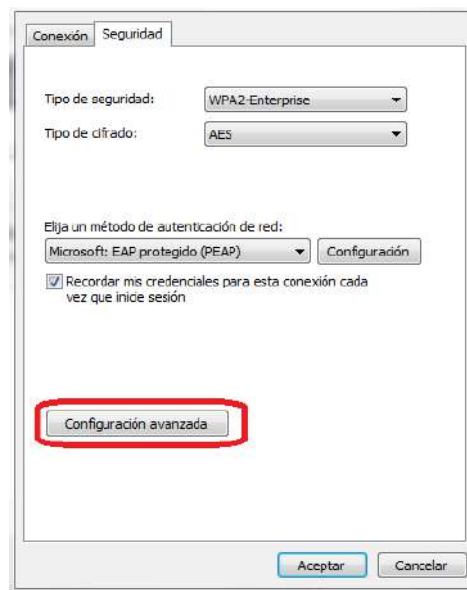 Conexión Seguridad
Tipo de seguridad: WPA2-Enterprise
Tipo de cifrado: AES
Elija un método de autenticación de red:
Microsoft: EAP protegido (PEAP) Configuración
Recordar mis credenciales para esta conexión cada
vez que inicie sesión
Configuración avanzada
Aceptar Cancelar